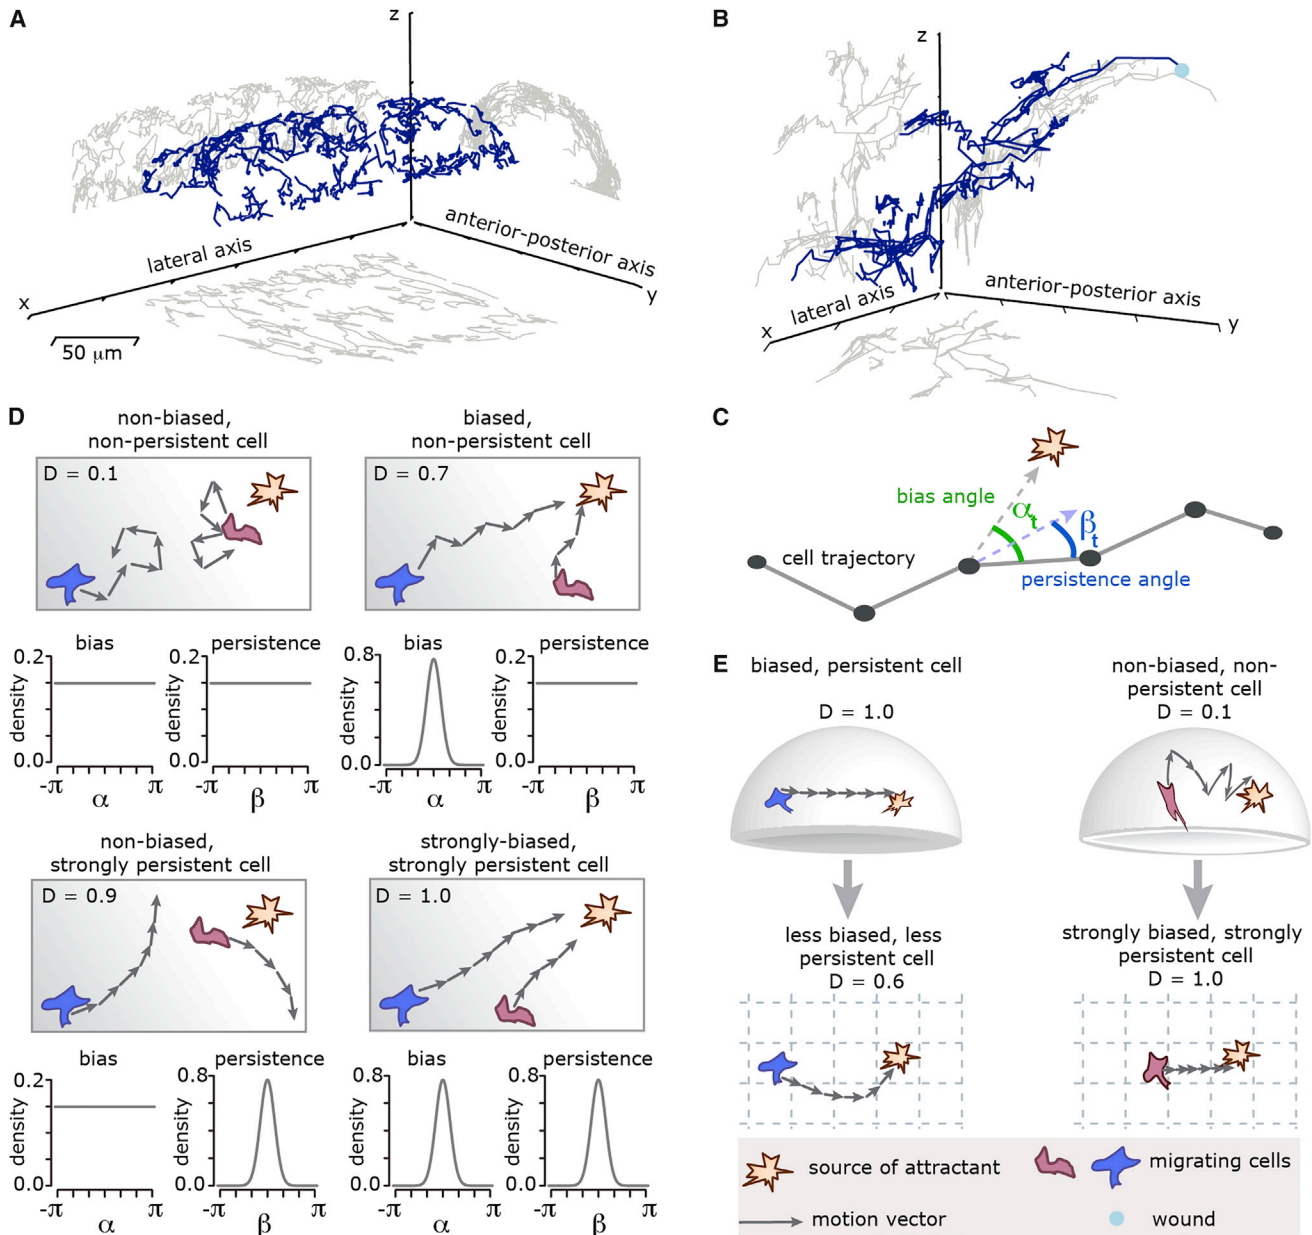 A
z
lateral axis
anterior-posterior axis
x
y
50 μm
B
z
lateral axis
anterior-posterior axis
x
y
C
bias angle
αt
βt
cell trajectory
persistence angle
D
non-biased,
non-persistent cell
D = 0.1
biased,
non-persistent cell
D = 0.7
bias
0.2
density
0.0
-π π
α
persistence
0.2
density
0.0
-π π
β
bias
0.8
density
0.0
-π π
α
persistence
0.2
density
0.0
-π π
β
non-biased,
strongly persistent cell
D = 0.9
strongly-biased,
strongly persistent cell
D = 1.0
bias
0.2
density
0.0
-π π
α
persistence
0.8
density
0.0
-π π
β
bias
0.8
density
0.0
-π π
α
persistence
0.8
density
0.0
-π π
β
E
biased, persistent cell
D = 1.0
non-biased, non-
persistent cell
D = 0.1
less biased, less
persistent cell
D = 0.6
strongly biased, strongly
persistent cell
D = 1.0
source of attractant
migrating cells
motion vector
wound